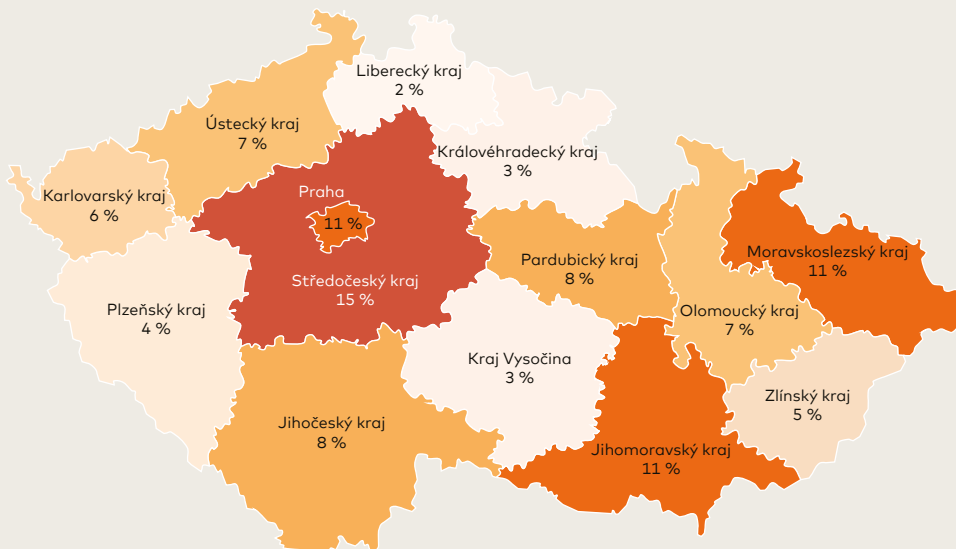 Liberecký kraj
2 %
Ústecký kraj
7 %
Královéhradecký kraj
3 %
Karlovarský kraj
6 %
Praha
11 %
Středočeský kraj
15 %
Pardubický kraj
8 %
Moravskoslezský kraj
11 %
Plzeňský kraj
4 %
Olomoucký kraj
7 %
Kraj Vysočina
3 %
Zlínský kraj
5 %
Jihočeský kraj
8 %
Jihomoravský kraj
11 %